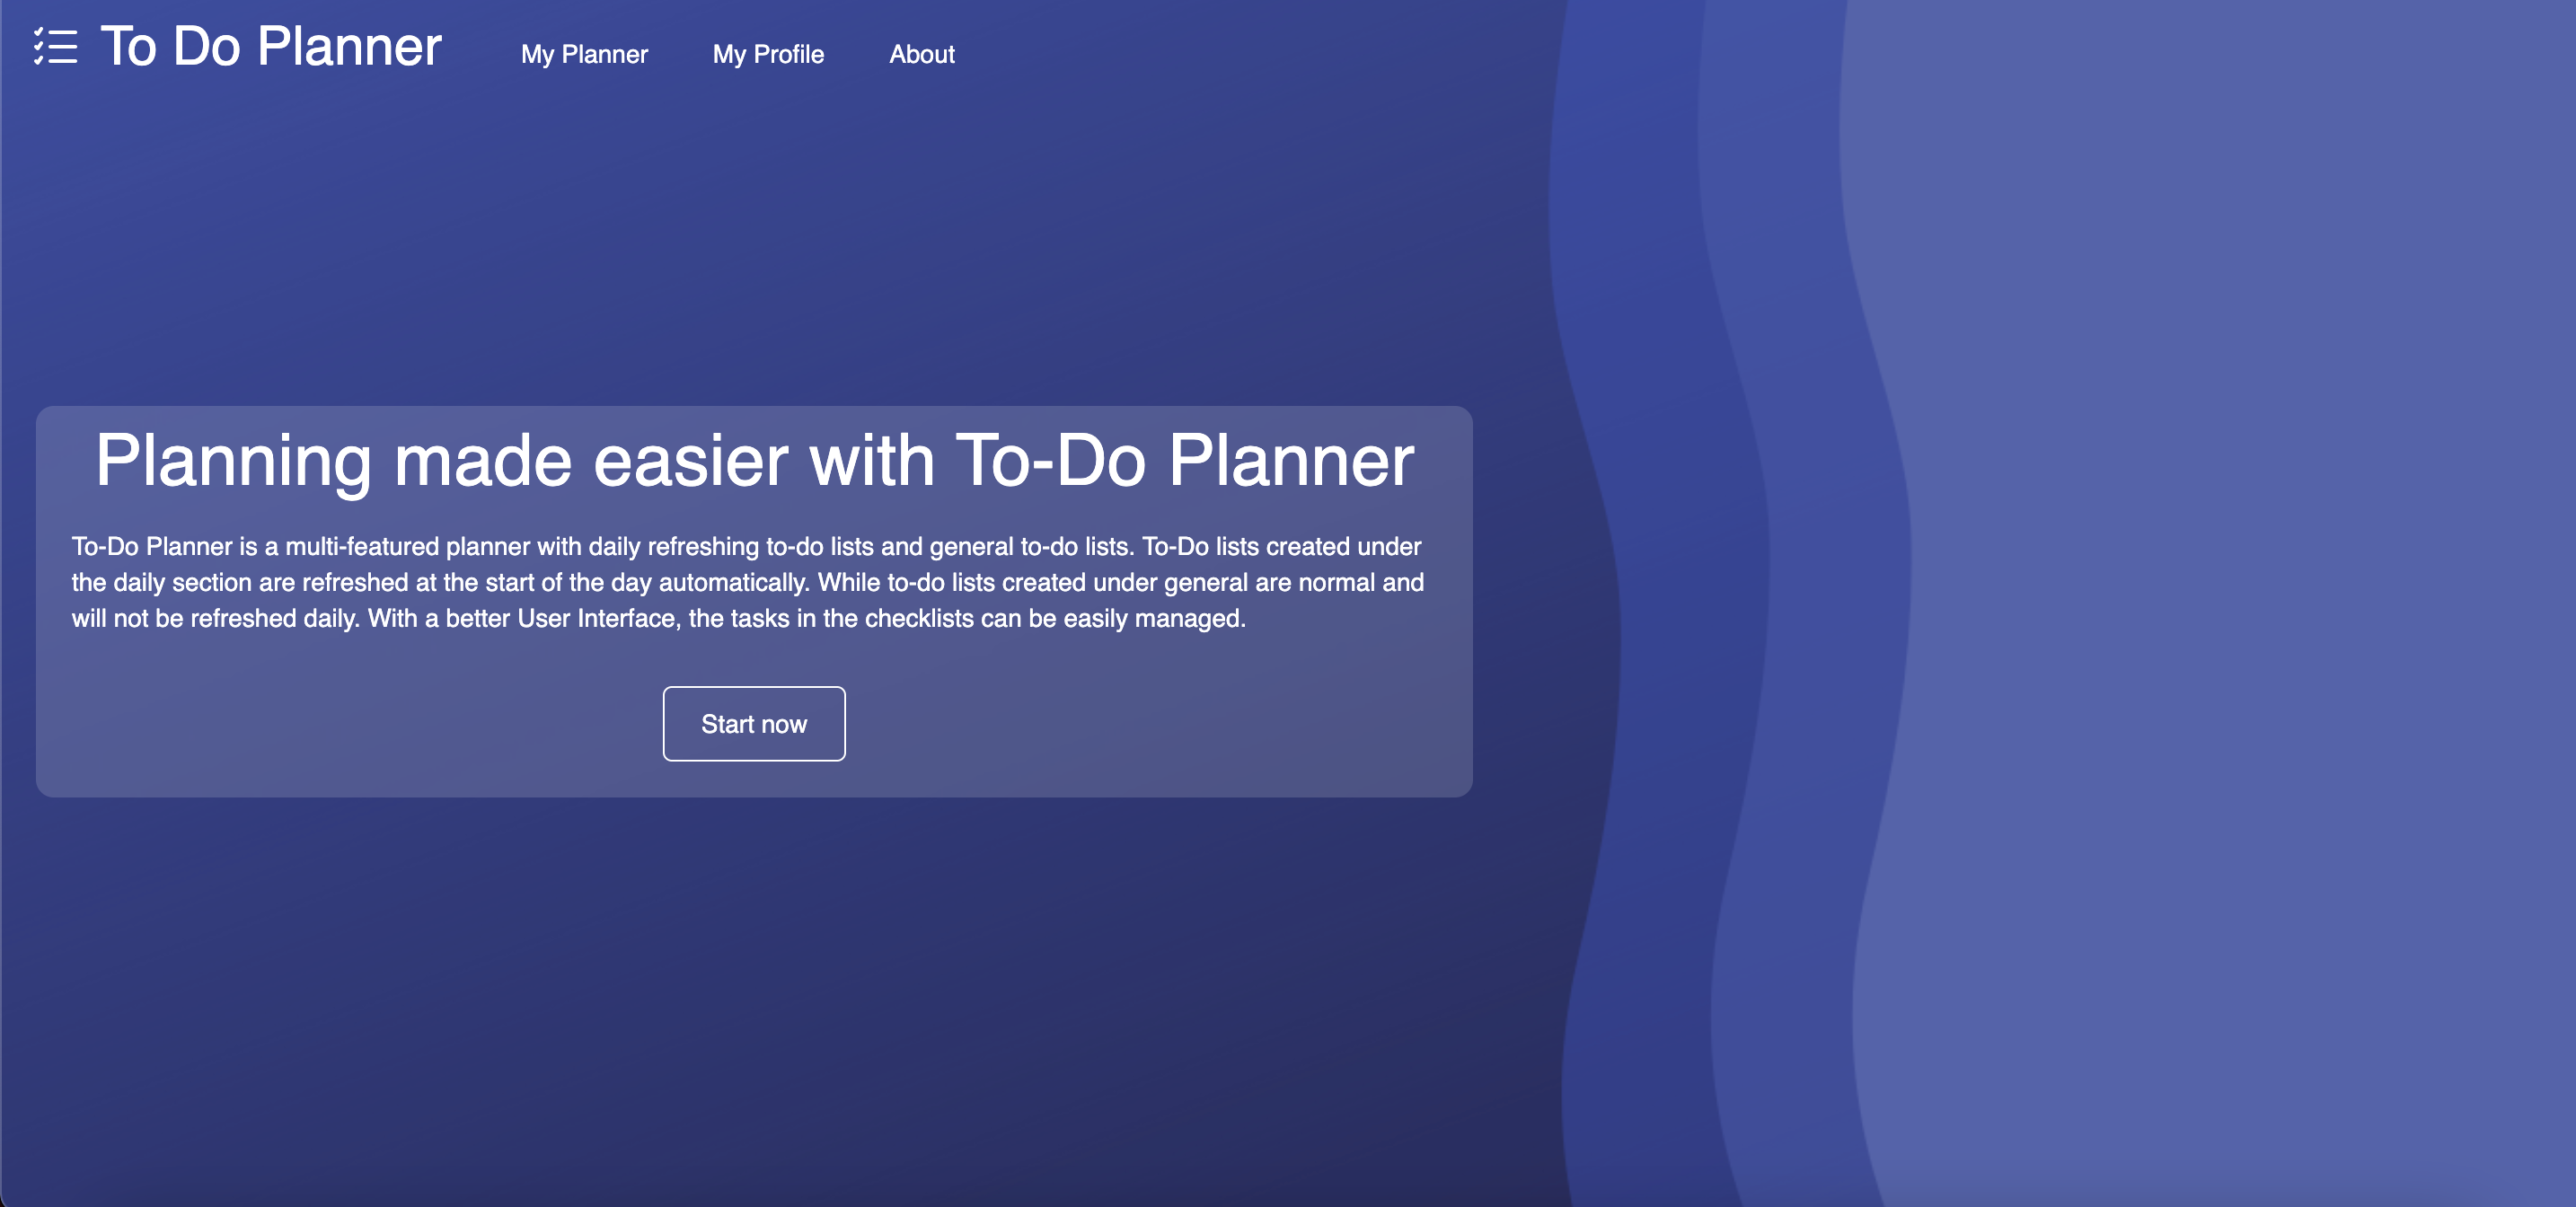 To Do Planner My Planner My Profile About
Planning made easier with To-Do Planner
To-Do Planner is a multi-featured planner with daily refreshing to-do lists and general to-do lists. To-Do lists created under
the daily section are refreshed at the start of the day automatically. While to-do lists created under general are normal and
will not be refreshed daily. With a better User Interface, the tasks in the checklists can be easily managed.
Start now